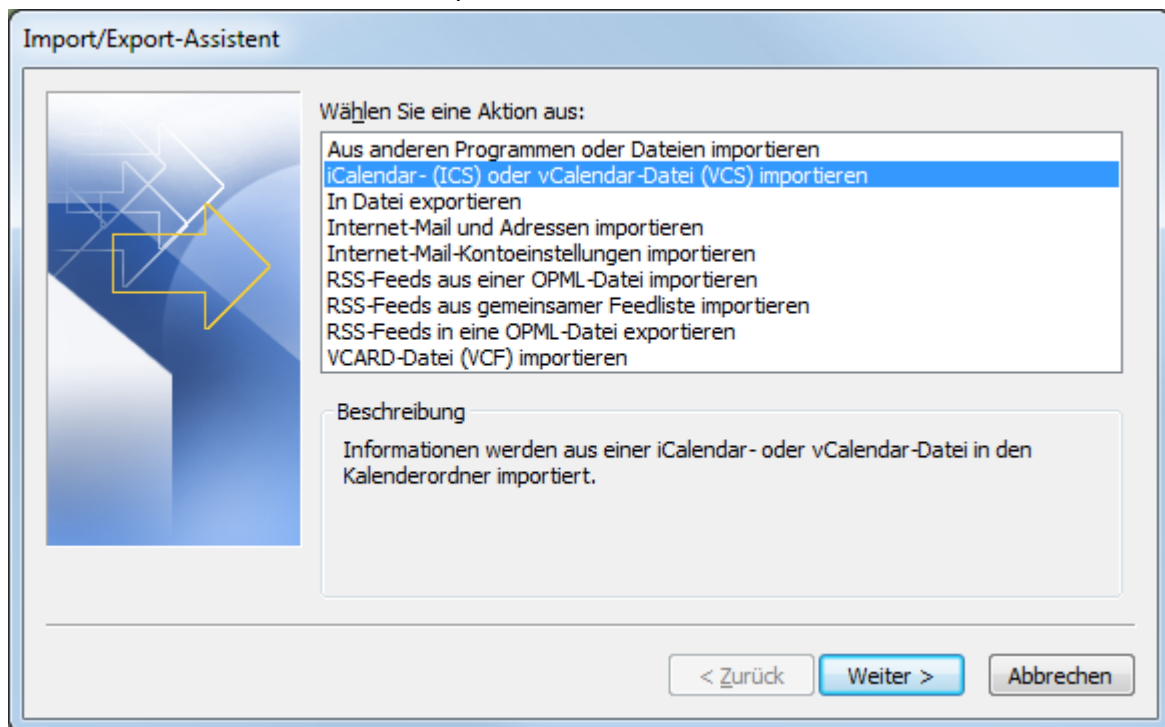 Import/Export-Assistent
Wählen Sie eine Aktion aus:
Aus anderen Programmen oder Dateien importieren
iCalendar- (ICS) oder vCalendar-Datei (VCS) importieren
In Datei exportieren
Internet-Mail und Adressen importieren
Internet-Mail-Kontoeinstellungen importieren
RSS-Feeds aus einer OPML-Datei importieren
RSS-Feeds aus gemeinsamer Feedliste importieren
RSS-Feeds in eine OPML-Datei exportieren
VCARD-Datei (VCF) importieren
Beschreibung
Informationen werden aus einer iCalendar- oder vCalendar-Datei in den
Kalenderordner importiert.
< Zurück Weiter > Abbrechen